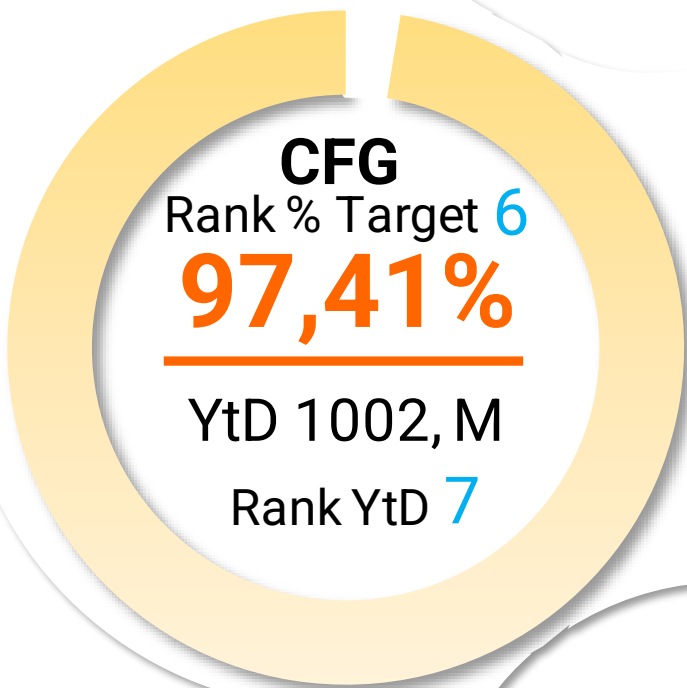 CFG
Rank % Target 6
97,41%
YtD 1002, M
Rank YtD 7